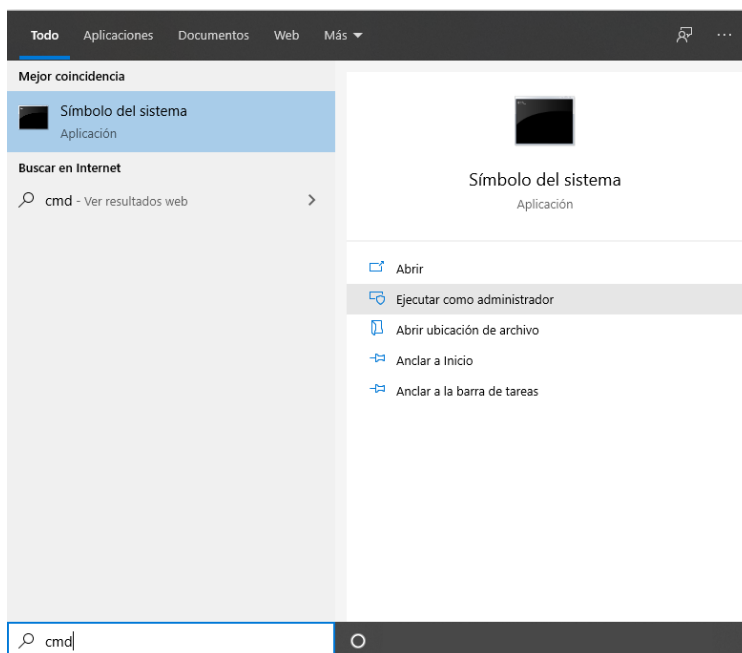 Todo Aplicaciones Documentos Web Más
Mejor coincidencia
Símbolo del sistema
Aplicación
Buscar en Internet
cmd - Ver resultados web
Símbolo del sistema
Aplicación
Abrir
Ejecutar como administrador
Abrir ubicación de archivo
Anclar a Inicio
Anclar a la barra de tareas
cmd